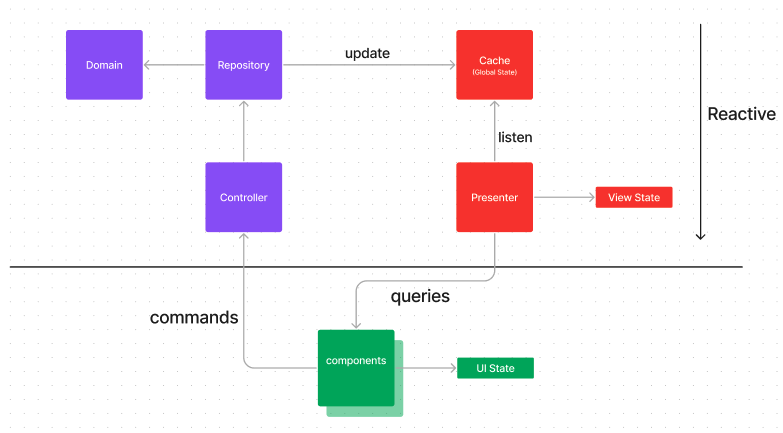 Domain
Repository
update
Cache
(Global State)
Reactive
listen
Controller
Presenter
View State
queries
commands
components
UI State